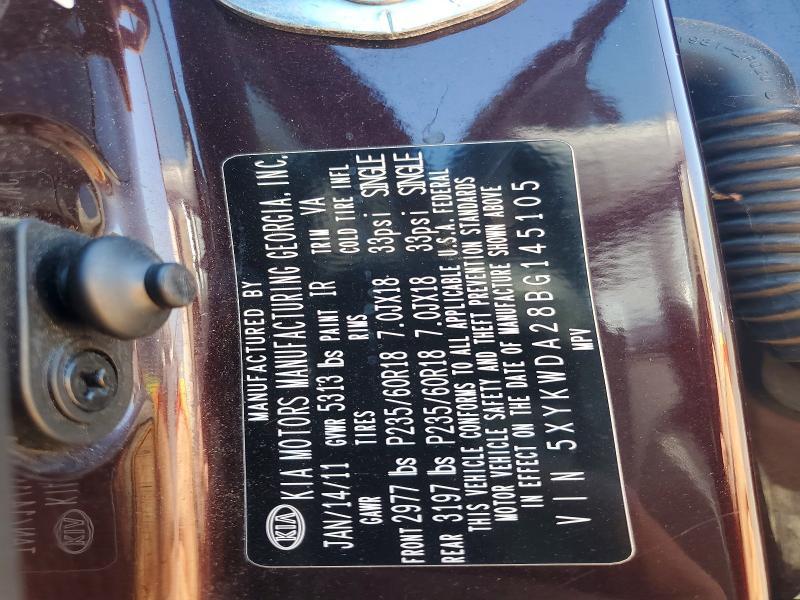 MANUFACTURED BY
KIA KIA MOTORS MANUFACTURING GEORGIA, INC.
JAN/14/11 GWR 5313 lbs PAINT IR TRIM VA
GAWR TIRES RIMS COLD TIRE INFL
FRONT 2977 lbs P235/60R18 7.0JX18 33psi SINGLE
REAR 3197 lbs P235/60R18 7.0JX18 33psi SINGLE
THIS VEHICLE CONFORMS TO ALL APPLICABLE U.S.A. FEDERAL
MOTOR VEHICLE SAFETY AND THEFT PREVENTION STANDARDS
IN EFFECT ON THE DATE OF MANUFACTURE SHOWN ABOVE
VIN 5XYKWDA28BG145105
MPV